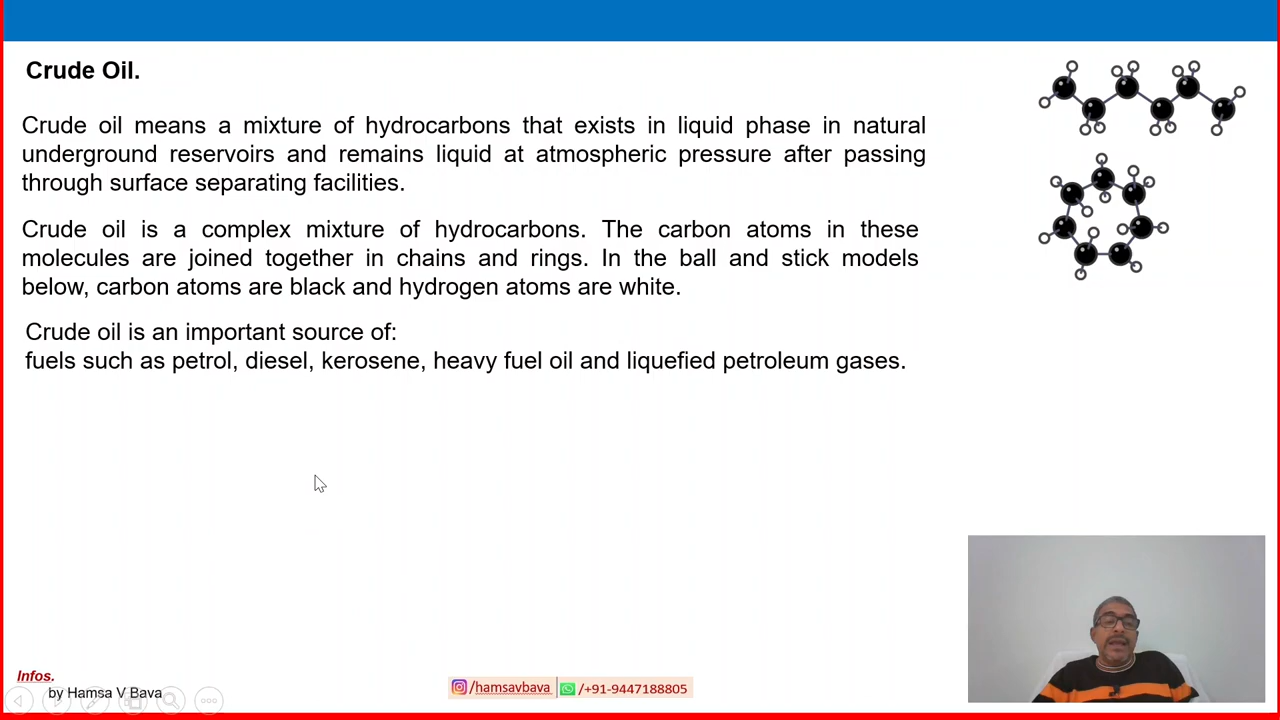 Crude Oil.
Crude oil means a mixture of hydrocarbons that exists in liquid phase in natural
underground reservoirs and remains liquid at atmospheric pressure after passing
through surface separating facilities.
Crude oil is a complex mixture of hydrocarbons. The carbon atoms in these
molecules are joined together in chains and rings. In the ball and stick models
below, carbon atoms are black and hydrogen atoms are white.
Crude oil is an important source of:
fuels such as petrol, diesel, kerosene, heavy fuel oil and liquefied petroleum gases.
Infos.
by Hamsa V Bava
/hamsavbava /+91-9447188805